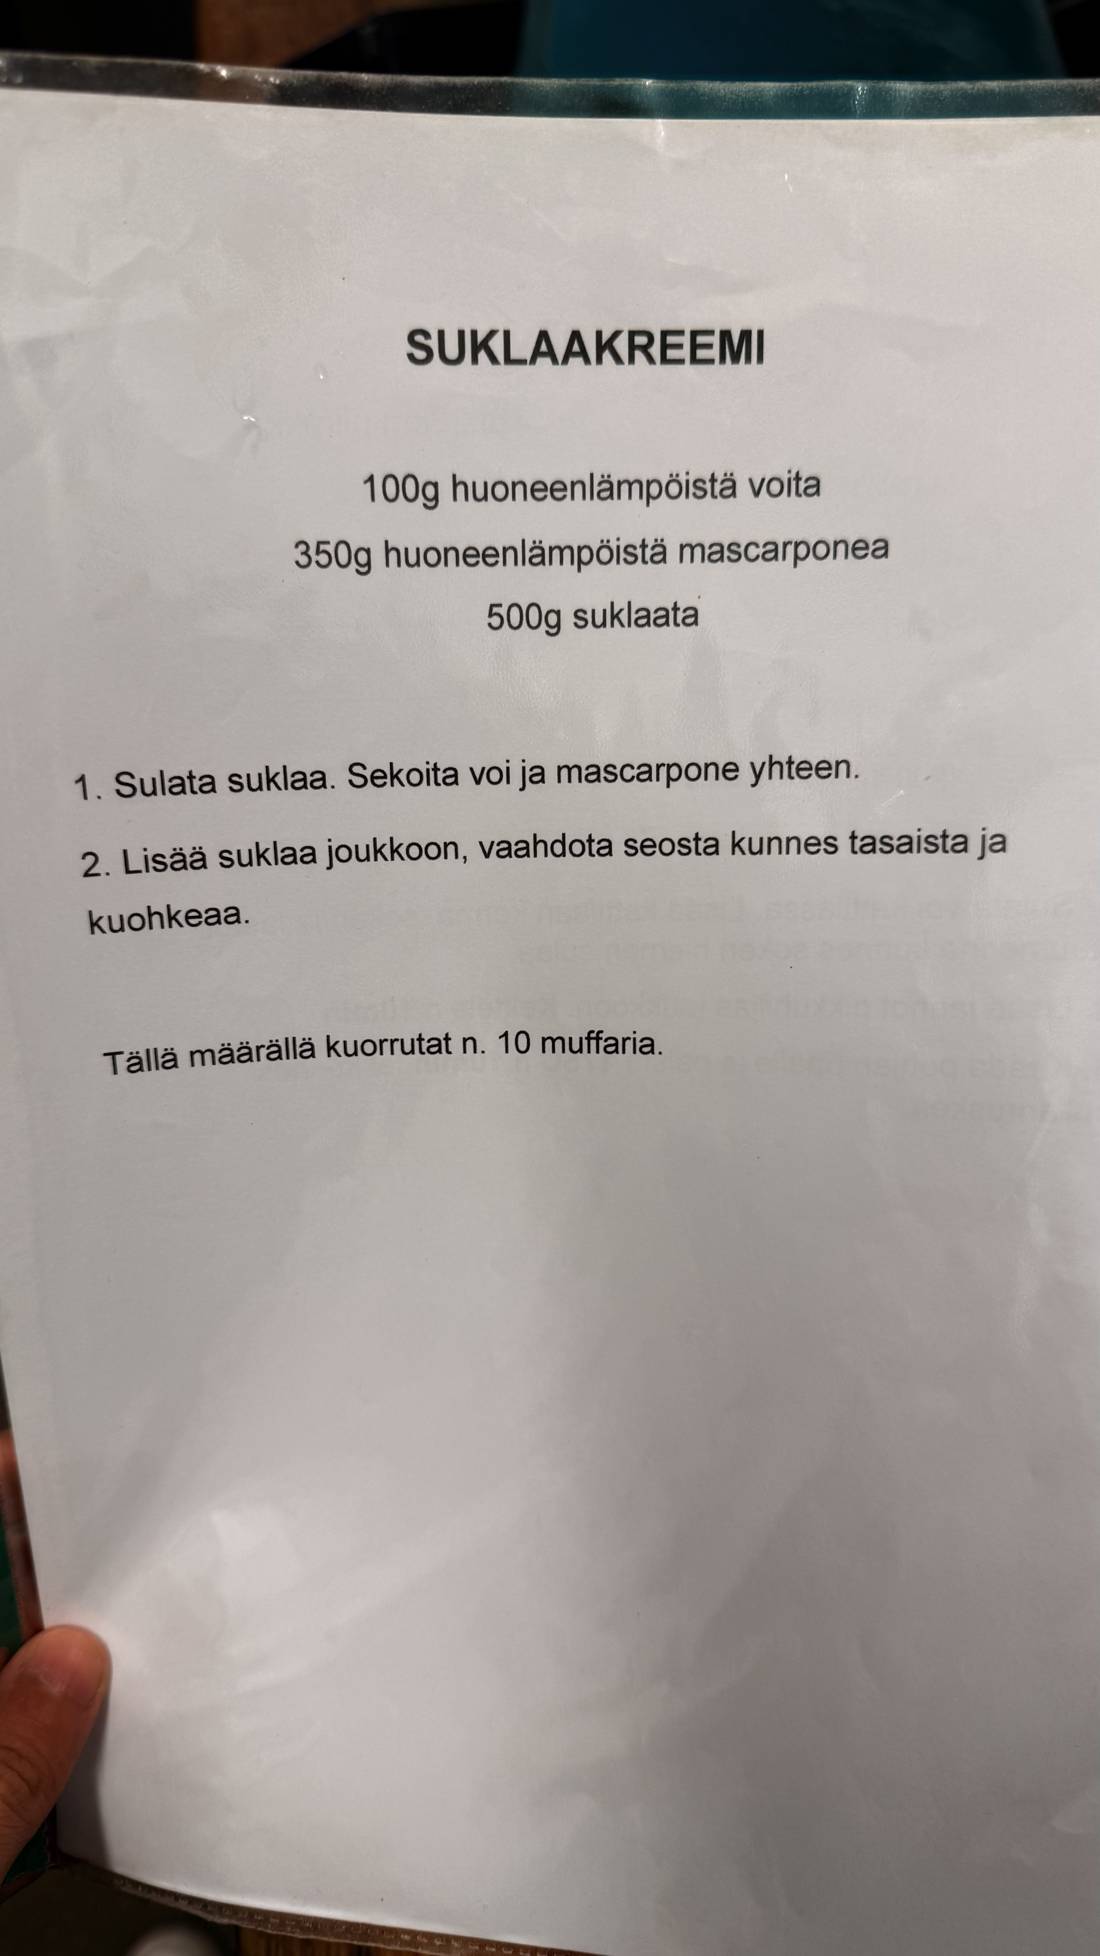 SUKLAAKREEMI
100g huoneenlämpöistä voita
350g huoneenlämpöistä mascarponea
500g suklaata
1. Sulata suklaa. Sekoita voi ja mascarpone yhteen.
2. Lisää suklaa joukkoon, vaahdota seosta kunnes tasaista ja
kuohkeaa.
Tällä määrällä kuorrutat n. 10 muffaria.